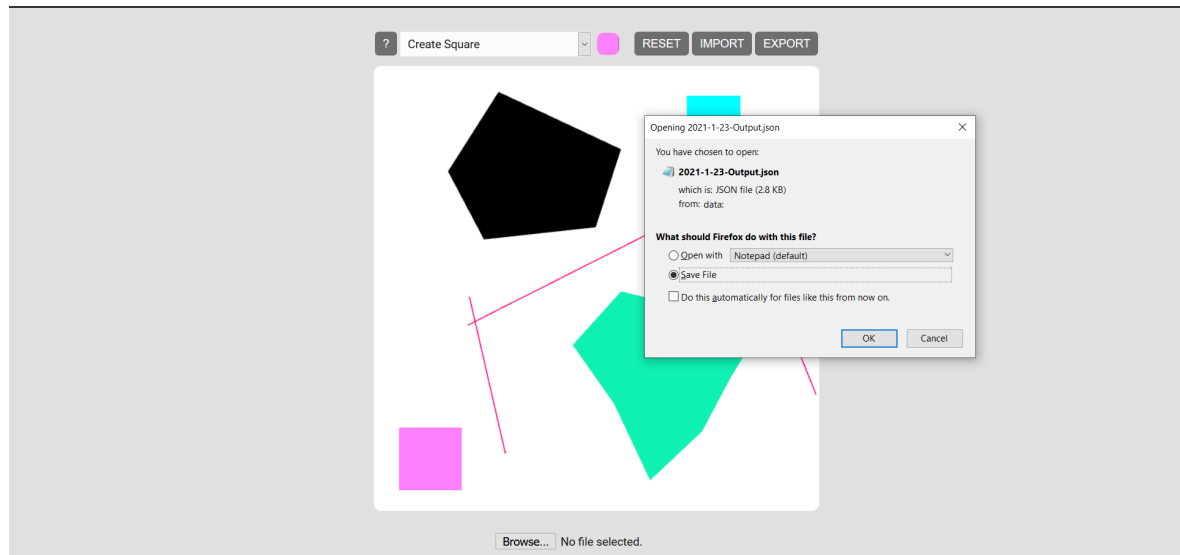 ?
Create Square
RESET
IMPORT
EXPORT
Opening 2021-1-23-Output.json
You have chosen to open:
2021-1-23-Output.json
which is: JSON file (2.8 KB)
from: data:
What should Firefox do with this file?
Open with
Notepad (default)
Save File
Do this automatically for files like this from now on.
OK
Cancel
Browse...
No file selected.